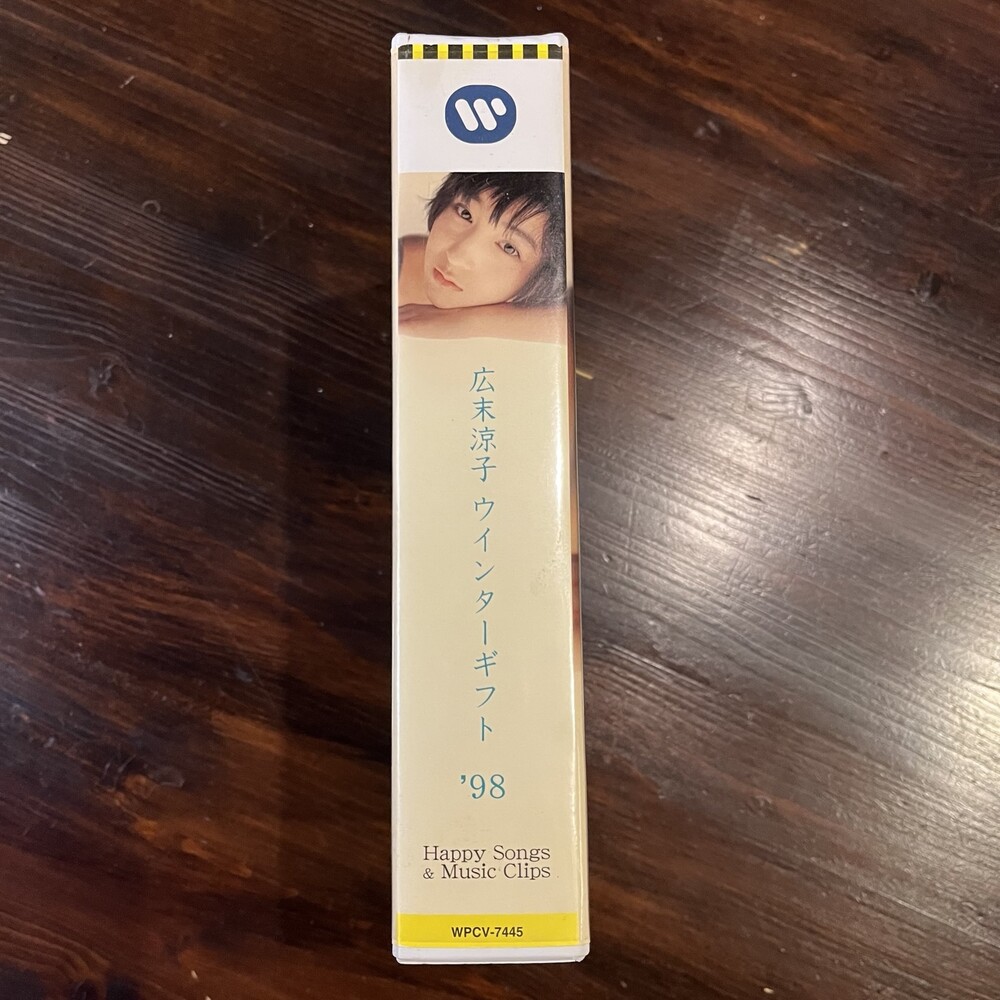 広末涼子 ウインターギフト
’98
Happy Songs
& Music Clips
WPCV-7445